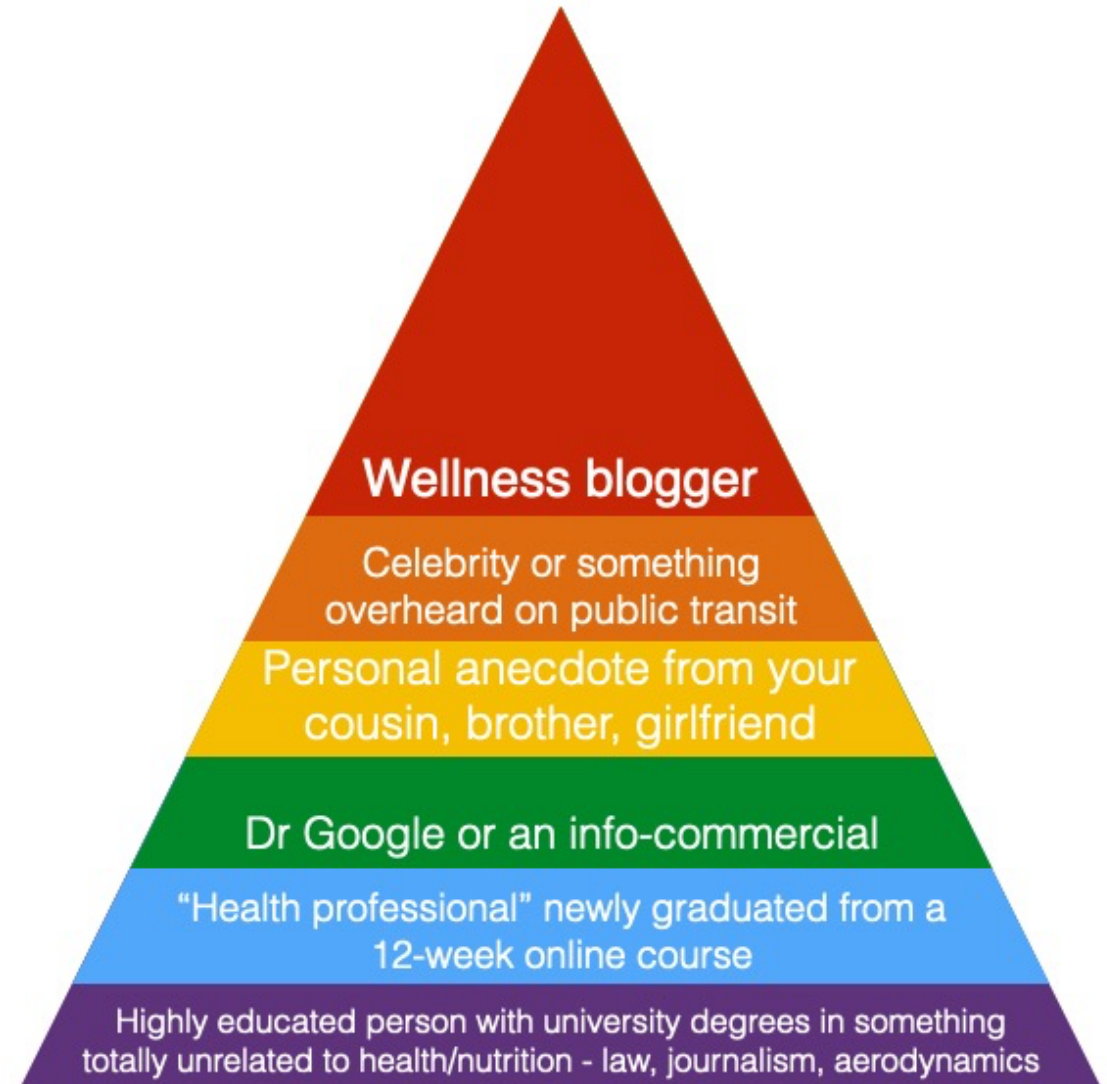 Wellness blogger
Celebrity or something
overheard on public transit
Personal anecdote from your
cousin, brother, girlfriend
Dr Google or an info-commercial
“Health professional” newly graduated from a
12-week online course
Highly educated person with university degrees in something
totally unrelated to health/nutrition - law, journalism, aerodynamics